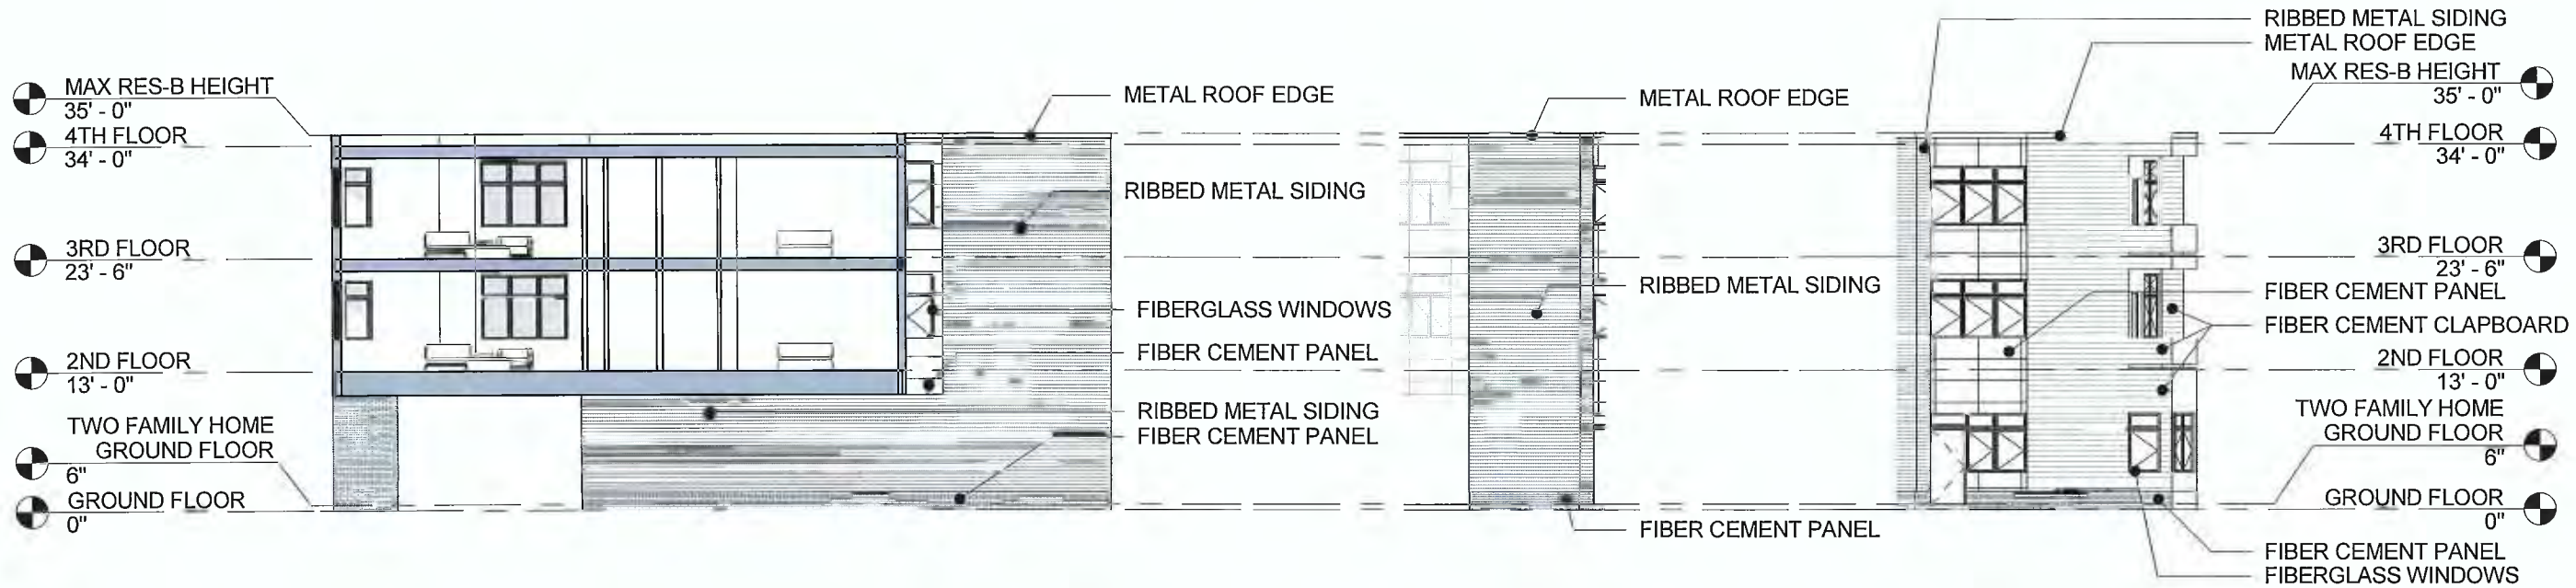 MAX RES-B HEIGHT
35' - 0"
4TH FLOOR
34' - 0"
3RD FLOOR
23' - 6"
2ND FLOOR
13' - 0"
TWO FAMILY HOME
GROUND FLOOR
6"
GROUND FLOOR
0"
METAL ROOF EDGE
RIBBED METAL SIDING
FIBERGLASS WINDOWS
FIBER CEMENT PANEL
RIBBED METAL SIDING
FIBER CEMENT PANEL
METAL ROOF EDGE
RIBBED METAL SIDING
FIBER CEMENT PANEL
RIBBED METAL SIDING
METAL ROOF EDGE
MAX RES-B HEIGHT
35' - 0"
4TH FLOOR
34' - 0"
3RD FLOOR
23' - 6"
FIBER CEMENT PANEL
FIBER CEMENT CLAPBOARD
2ND FLOOR
13' - 0"
TWO FAMILY HOME
GROUND FLOOR
6"
GROUND FLOOR
0"
FIBER CEMENT PANEL
FIBERGLASS WINDOWS